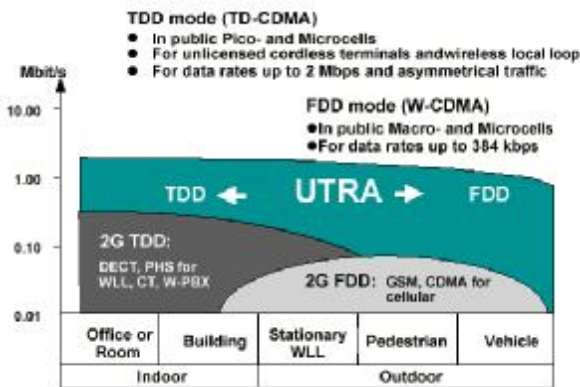 TDD mode (TD-CDMA)
● In public Pico- and Microcells
● For unlicensed cordless terminals andwireless local loop
● For data rates up to 2 Mbps and asymmetrical traffic
Mbit/s
FDD mode (W-CDMA)
●In public Macro- and Microcells
●For data rates up to 384 kbps
10.00
1.00
TDD UTRA FDD
0.10
2G TDD:
DECT, PHS for
WLL, CT, W-PBX
2G FDD: GSM, CDMA for
cellular
0.01
Office or
Room
Building
Stationary
WLL
Pedestrian
Vehicle
Indoor
Outdoor